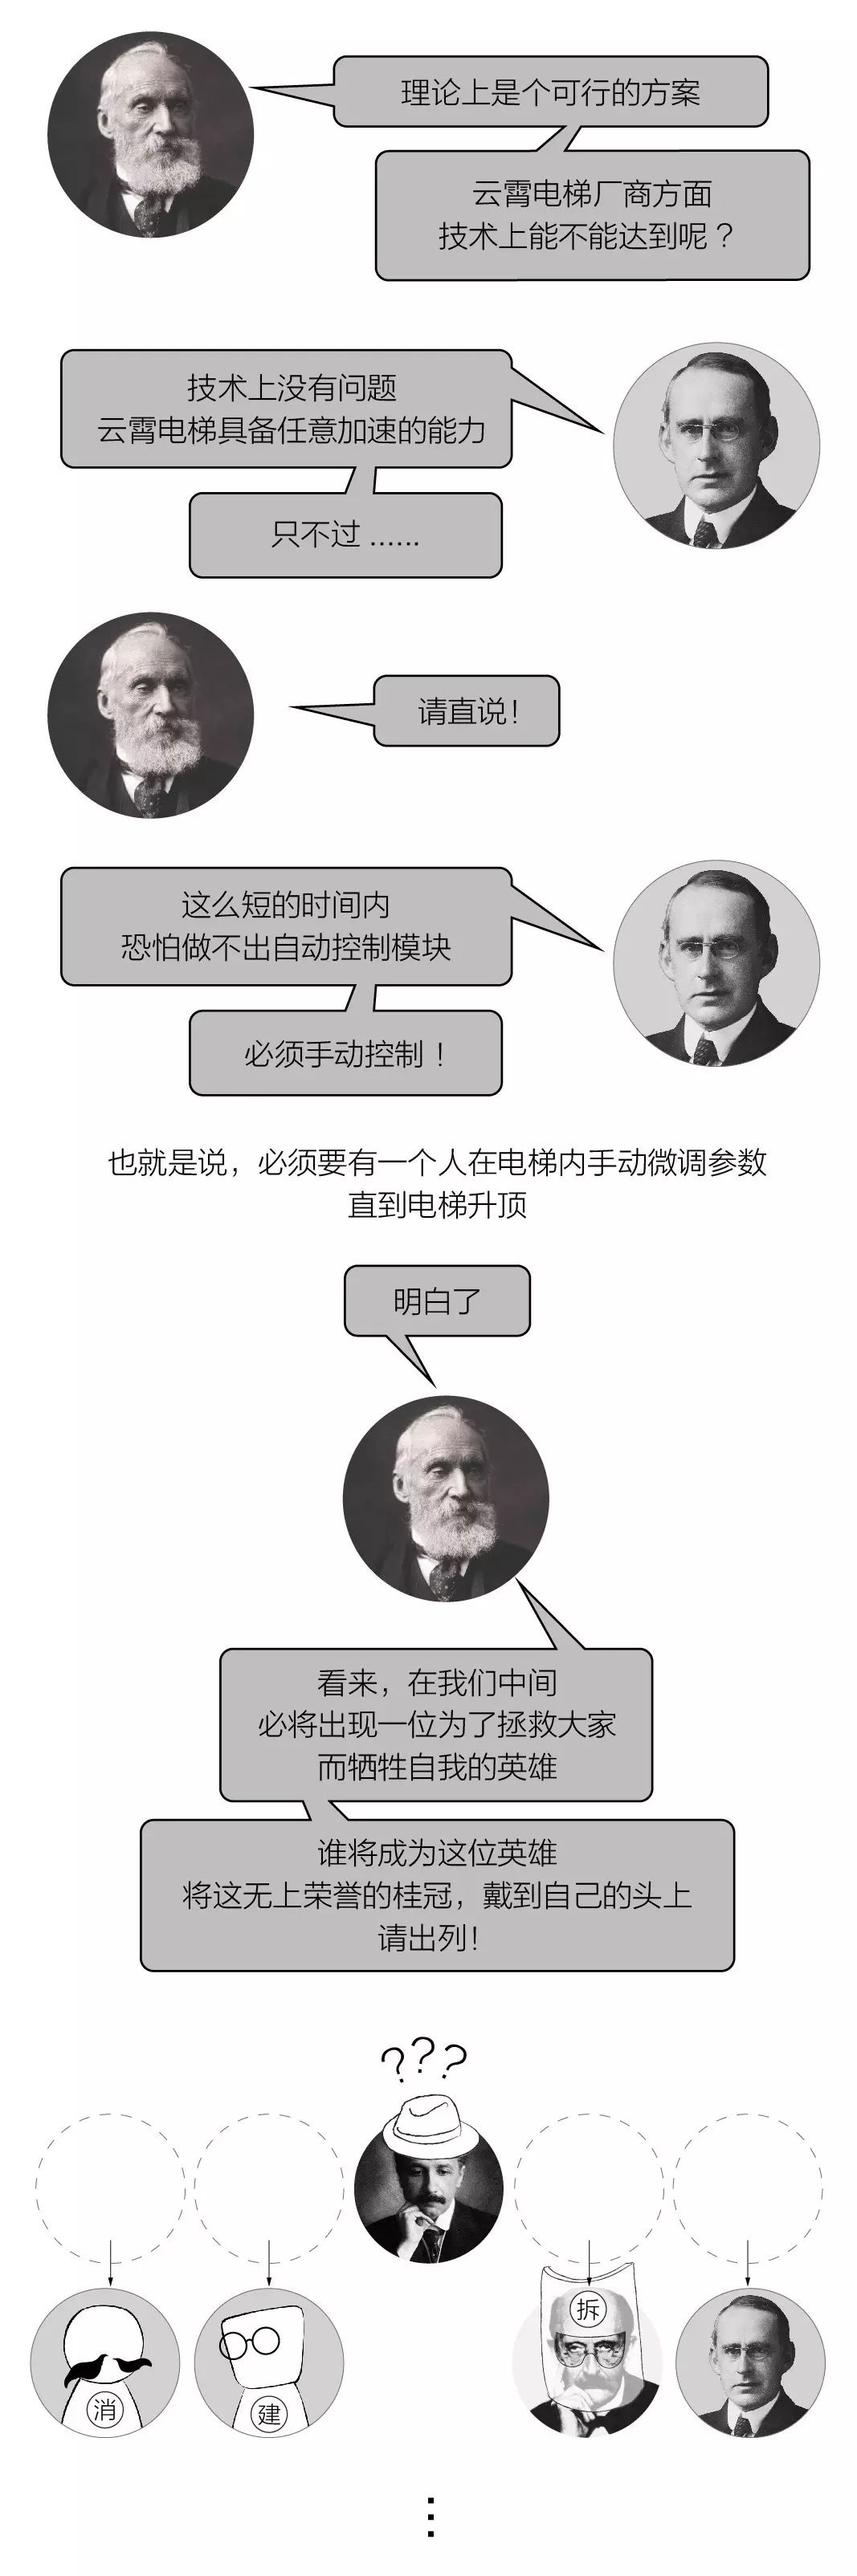 理论上是个可行的方案
云霄电梯厂商方面
技术上能不能达到呢？
技术上没有问题
云霄电梯具备任意加速的能力
只不过......
请直说！
这么短的时间内
恐怕做不出自动控制模块
必须手动控制！
也就是说，必须要有一个人在电梯内手动微调参数
直到电梯升顶
明白了
看来，在我们中间
必将出现一位为了拯救大家
而牺牲自我的英雄
谁将成为这位英雄
将这无上荣誉的桂冠，戴到自己的头上
请出列！
???
拆
消
建